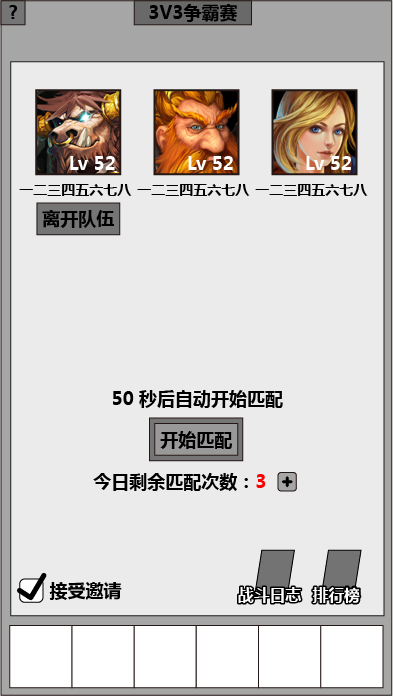 ?
3V3争霸赛
Lv 52
Lv 52
Lv 52
一二三四五六七八
一二三四五六七八
一二三四五六七八
离开队伍
50 秒后自动开始匹配
开始匹配
今日剩余匹配次数：3 +
接受邀请
战斗日志
排行榜